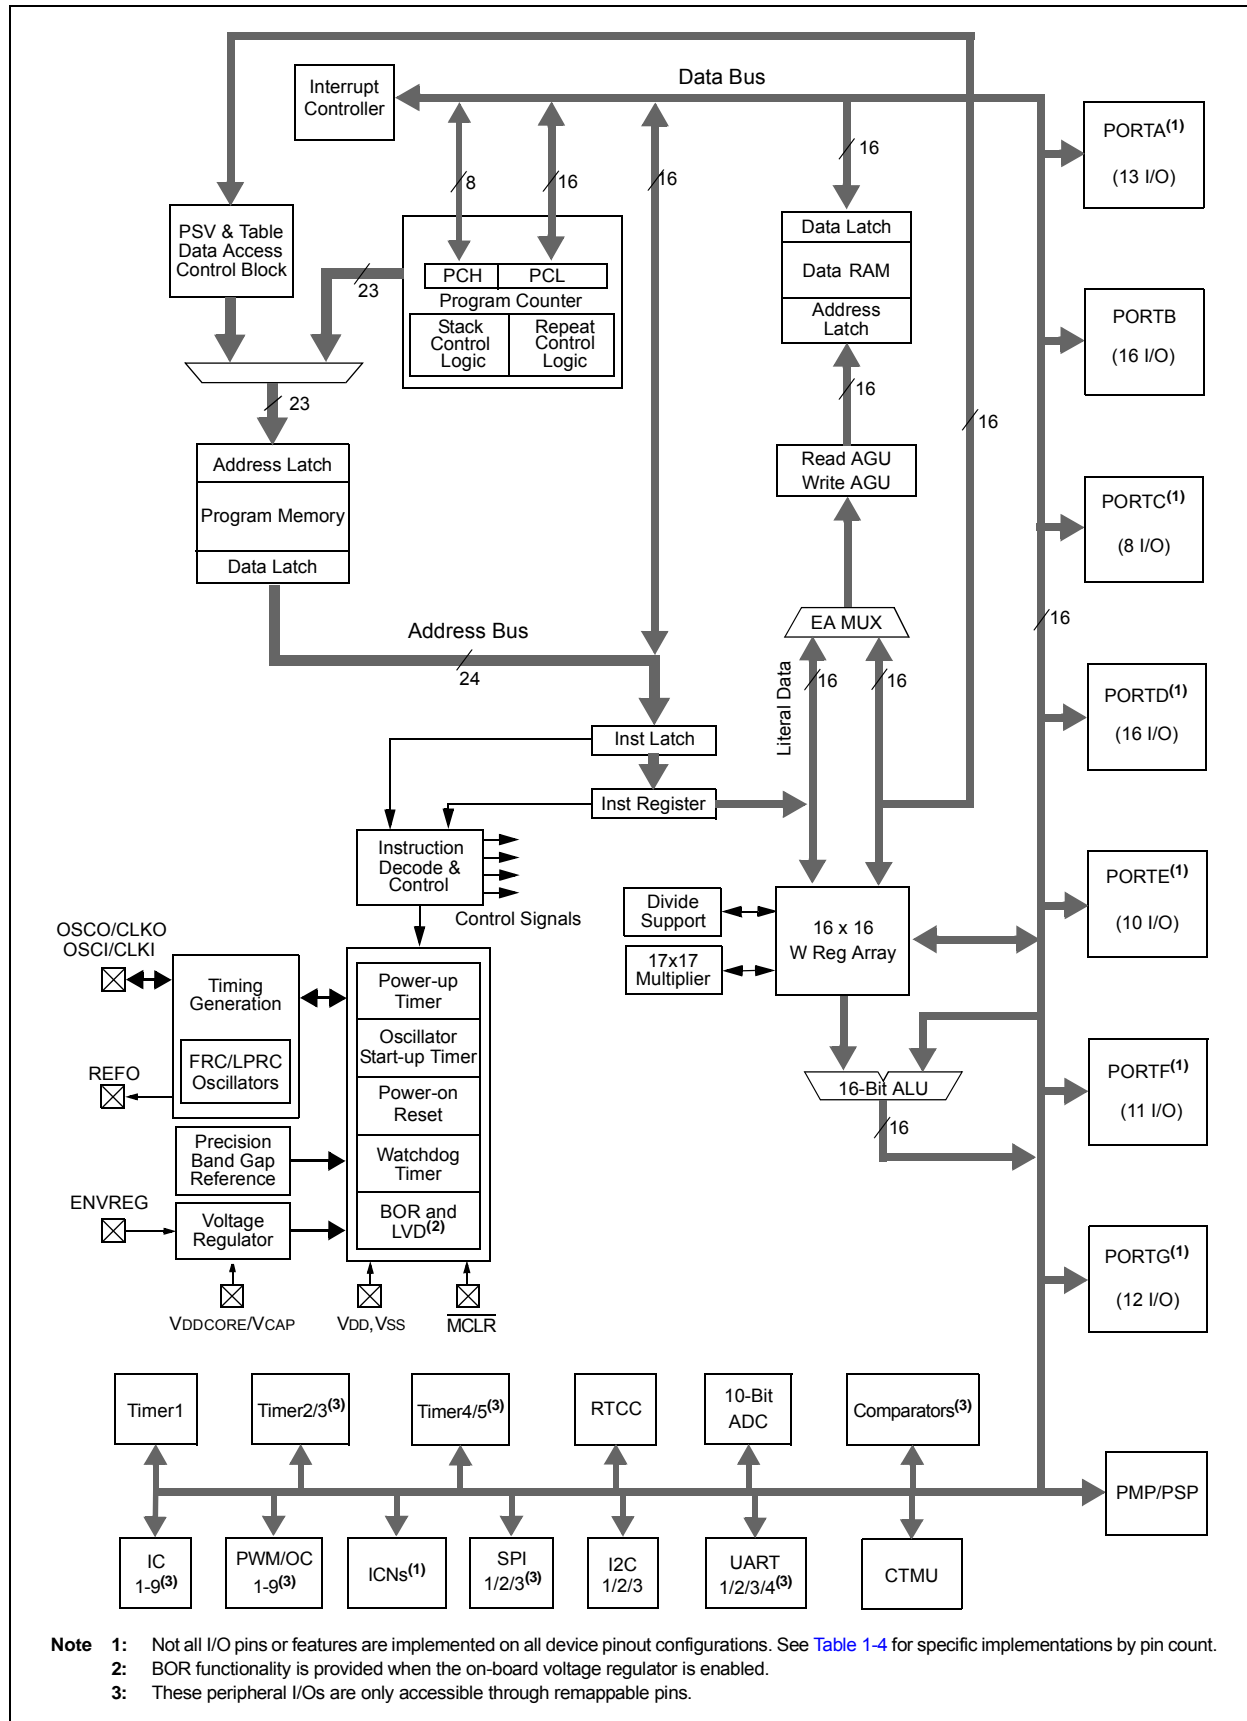 Data Bus
Interrupt
Controller
PORTA(1)
(13 I/O)
16
8
16
16
PSV & Table
Data Access
Control Block
23
PCH
PCL
Program Counter
Stack
Control
Logic
Repeat
Control
Logic
Data Latch
Data RAM
Address
Latch
PORTB
(16 I/O)
23
16
16
Address Latch
Program Memory
Data Latch
Read AGU
Write AGU
PORTC(1)
(8 I/O)
EA MUX
16
Address Bus
24
Literal Data
16
16
PORTD(1)
(16 I/O)
Inst Latch
Inst Register
Instruction
Decode &
Control
Control Signals
Divide
Support
17x17
Multiplier
16 x 16
W Reg Array
PORTE(1)
(10 I/O)
OSCO/CLKO
OSCI/CLKI
Timing
Generation
FRC/LPRC
Oscillators
REFO
Power-up
Timer
Oscillator
Start-up Timer
Power-on
Reset
Watchdog
Timer
BOR and
LVD(2)
16-Bit ALU
16
PORTF(1)
(11 I/O)
Precision
Band Gap
Reference
ENVREG
Voltage
Regulator
PORTG(1)
(12 I/O)
VDDCORE/VCAP
VDD,VSS
MCLR
Timer1
Timer2/3(3)
Timer4/5(3)
RTCC
10-Bit
ADC
Comparators(3)
PMP/PSP
IC
1-9(3)
PWM/OC
1-9(3)
ICNs(1)
SPI
1/2/3(3)
I2C
1/2/3
UART
1/2/3/4(3)
CTMU
Note 1: Not all I/O pins or features are implemented on all device pinout configurations. See Table 1-4 for specific implementations by pin count.
2: BOR functionality is provided when the on-board voltage regulator is enabled.
3: These peripheral I/Os are only accessible through remappable pins.